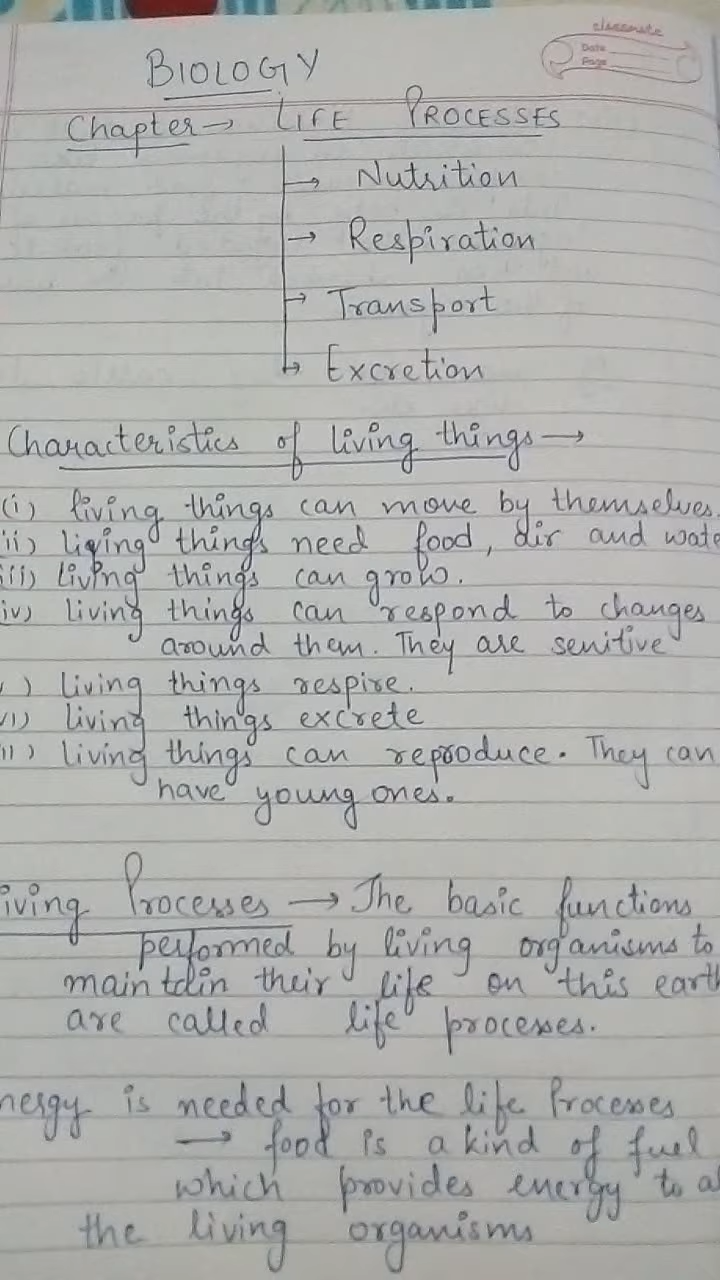 classmate
Date
Page
BIOLOGY
Chapter → LIFE PROCESSES
→ Nutrition
→ Respiration
→ Transport
→ Excretion
Characteristics of living things →
(i) living things can move by themselves.
ii) living things need food, air and wate
iii) living things can grow.
iv) living things can respond to changes
around them. They are senitive
) living things respire.
vi) living things excrete
ii) living things can reproduce. They can
have young ones.
iving Processes → The basic functions
performed by living organisms to
maintain their life on this earth
are called life processes.
nergy is needed for the life Processes
→ food is a kind of fuel
which provides energy to al
the living organisms